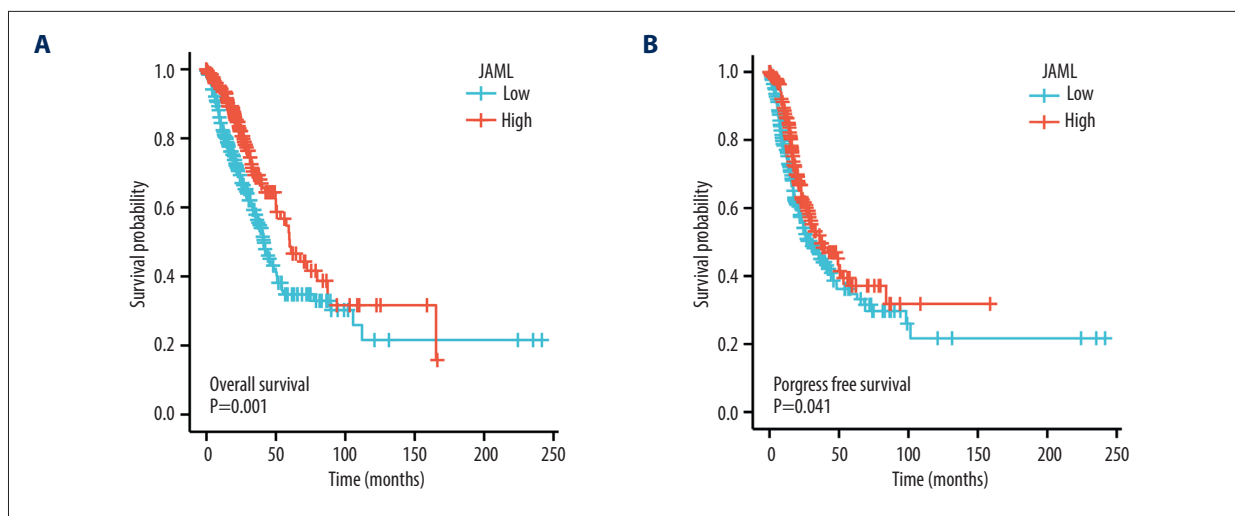 A
1.0
0.8
0.6
0.4
0.2
0.0
Survival probability
JAML
Low
High
Overall survival
P=0.001
0 50 100 150 200 250
Time (months)
B
1.0
0.8
0.6
0.4
0.2
0.0
Survival probability
JAML
Low
High
Porgress free survival
P=0.041
0 50 100 150 200 250
Time (months)